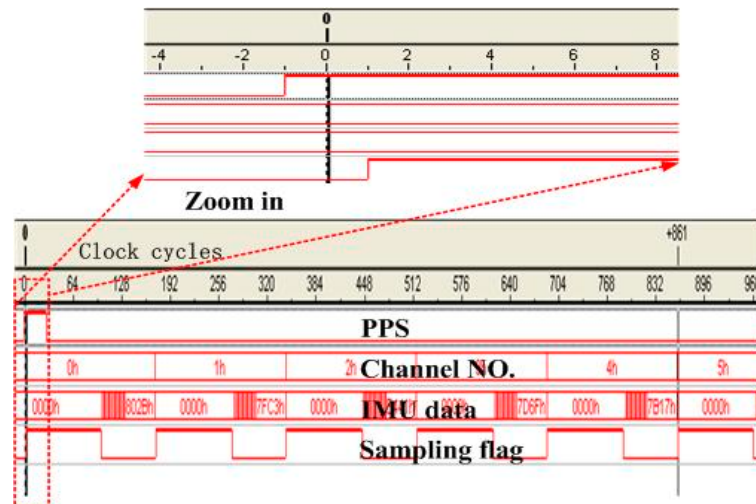 0
-4 -2 0 2 4 6 8
Zoom in
0 +861
Clock cycles
0 64 128 192 256 320 384 448 512 576 640 704 768 832 896
PPS
0h 1h 2h Channel NO. 4h 5h
0000h 802Bh 0000h 7FC3h 0000h IMU data 0000h 7D6Fh 0000h 7B17h 0000h
Sampling flag